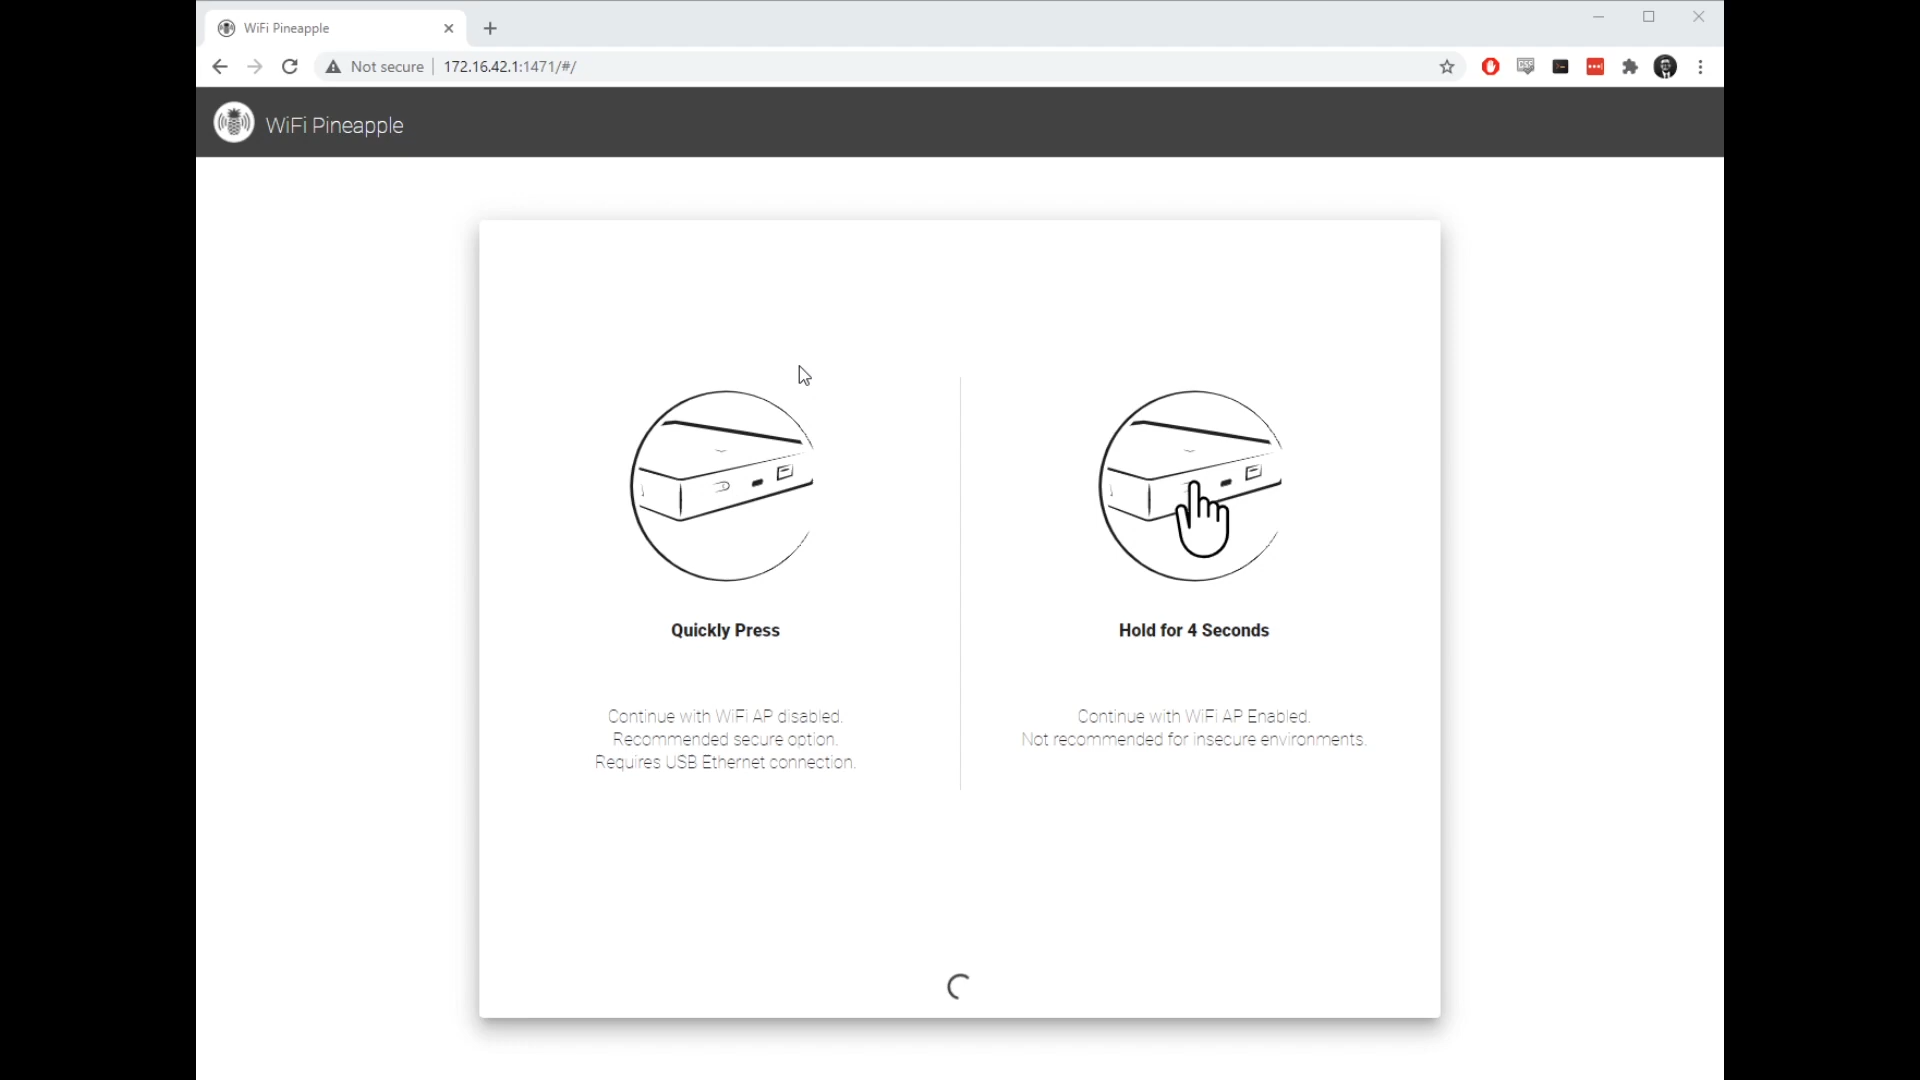 WiFi Pineapple
Not secure
172.16.42.1:1471/#/
WiFi Pineapple
Quickly Press
Continue with WiFi AP disabled.
Recommended secure option.
Requires USB Ethernet connection.
Hold for 4 Seconds
Continue with WiFi AP Enabled.
Not recommended for insecure environments.